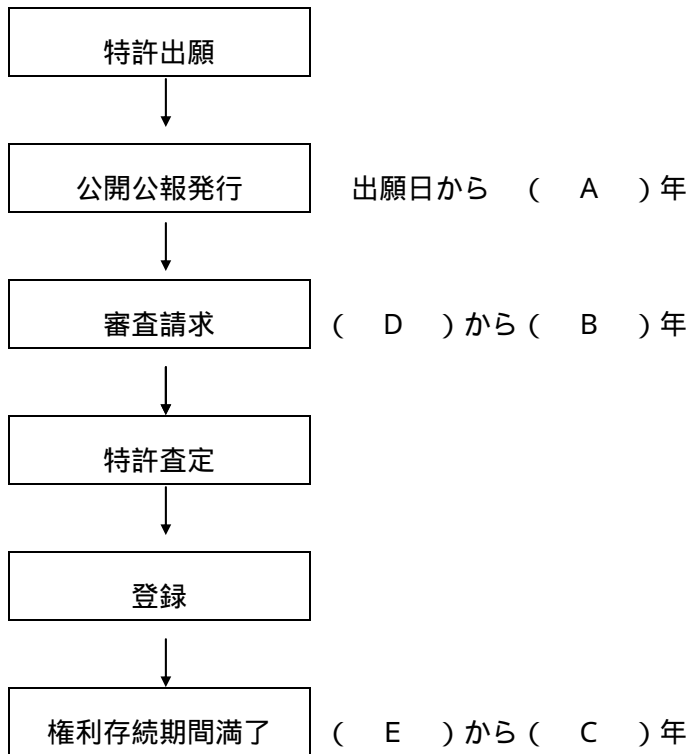 特許出願
公開公報発行 出願日から ( A ) 年
審査請求 ( D ) から ( B ) 年
特許査定
登録
権利存続期間満了 ( E ) から ( C ) 年